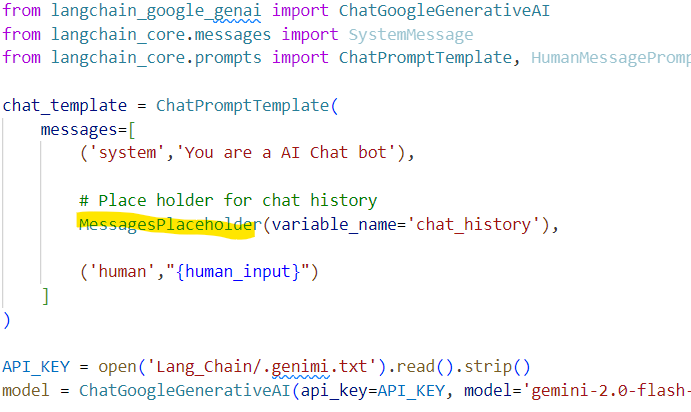 from langchain_google_genai import ChatGoogleGenerativeAI
from langchain_core.messages import SystemMessage
from langchain_core.prompts import ChatPromptTemplate, HumanMessagePromp
chat_template = ChatPromptTemplate(
messages=[
('system','You are a AI Chat bot'),
# Place holder for chat history
MessagesPlaceholder(variable_name='chat_history'),
('human',"{human_input}")
]
)
API_KEY = open('Lang_Chain/.genimi.txt').read().strip()
model = ChatGoogleGenerativeAI(api_key=API_KEY, model='gemini-2.0-flash-